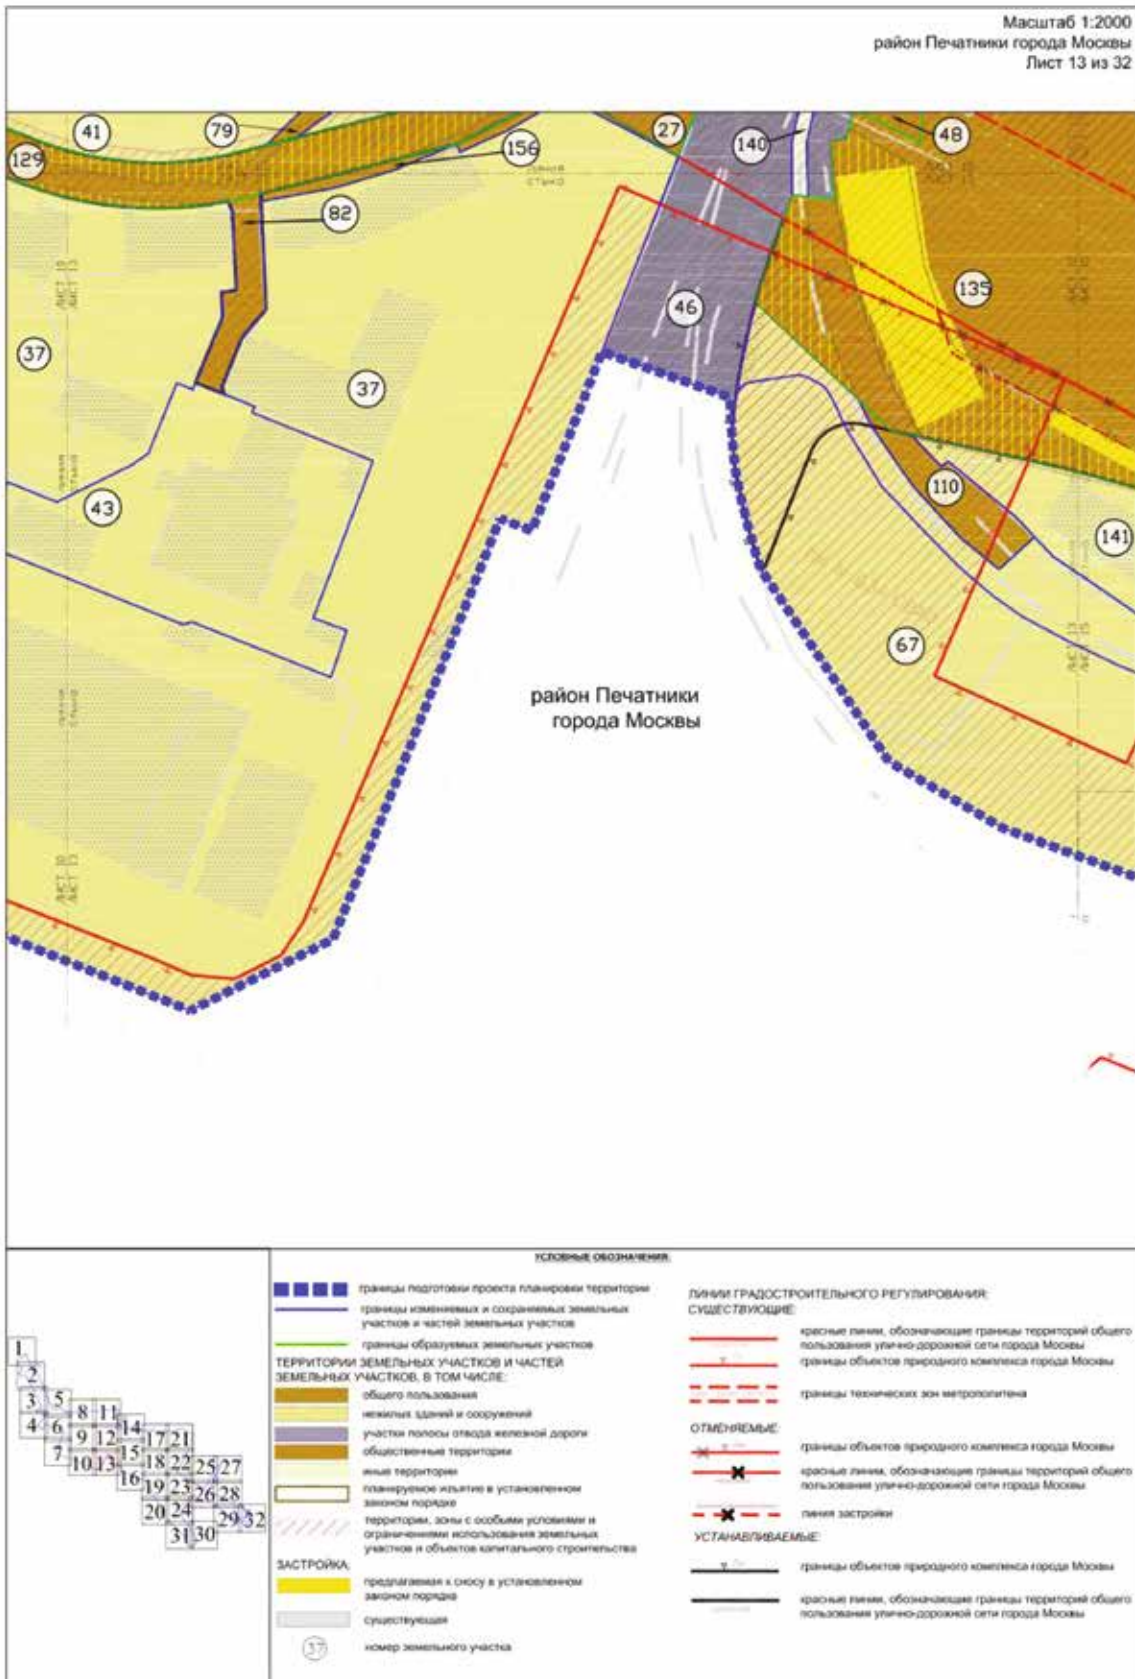 Масштаб 1:2000
район Печатники города Москвы
Лист 13 из 32
41
79
27
140
48
129
156
82
135
46
37
37
110
43
141
67
район Печатники
города Москвы
УСЛОВНЫЕ ОБОЗНАЧЕНИЯ:
границы подготовки проекта планировки территории
границы изменяемых и сохраняемых земельных
участков и частей земельных участков
границы образуемых земельных участков
ТЕРРИТОРИИ ЗЕМЕЛЬНЫХ УЧАСТКОВ И ЧАСТЕЙ
ЗЕМЕЛЬНЫХ УЧАСТКОВ, В ТОМ ЧИСЛЕ:
общего пользования
нежилых зданий и сооружений
участки полосы отвода железной дороги
общественные территории
иные территории
планируемое изъятие в установленном
законом порядке
территории, зоны с особыми условиями и
ограничениями использования земельных
участков и объектов капитального строительства
ЗАСТРОЙКА:
предлагаемая к сносу в установленном
законом порядке
существующая
37
номер земельного участка
ЛИНИИ ГРАДОСТРОИТЕЛЬНОГО РЕГУЛИРОВАНИЯ:
СУЩЕСТВУЮЩИЕ:
красные линии, обозначающие границы территорий общего
пользования улично-дорожной сети города Москвы
границы объектов природного комплекса города Москвы
границы технических зон метрополитена
ОТМЕНЯЕМЫЕ:
границы объектов природного комплекса города Москвы
красные линии, обозначающие границы территорий общего
пользования улично-дорожной сети города Москвы
линия застройки
УСТАНАВЛИВАЕМЫЕ:
границы объектов природного комплекса города Москвы
красные линии, обозначающие границы территорий общего
пользования улично-дорожной сети города Москвы
1
2
3 5
8 11
4 6 14
9 12 17 21
7 15
10 13 18 22 25 27
16
19 23 26 28
20 24 29 32
31 30